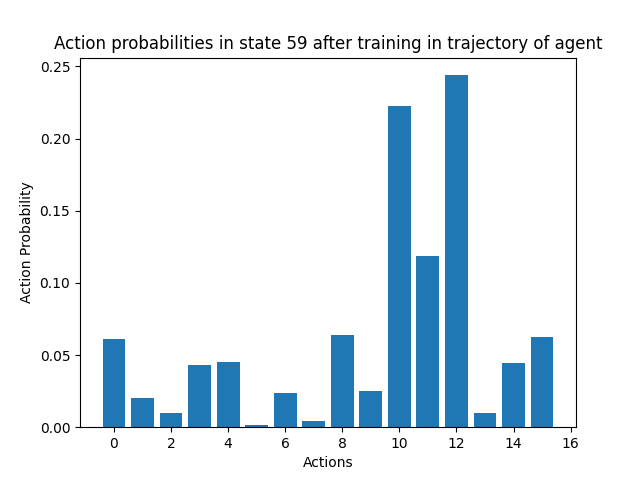 Action probabilities in state 59 after training in trajectory of agent
0.25
0.20
0.15
0.10
0.05
0.00
Action Probability
0 2 4 6 8 10 12 14 16
Actions